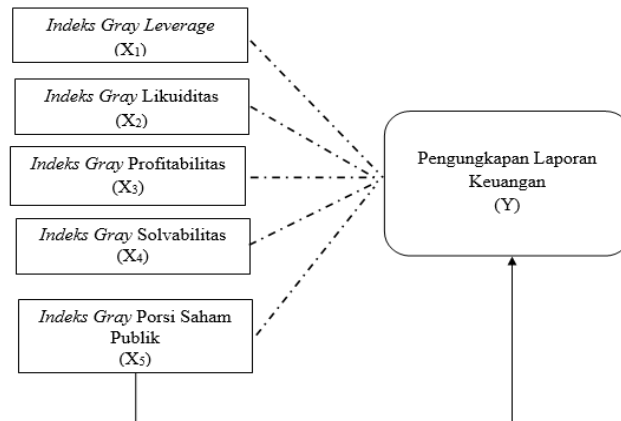 Indeks Gray Leverage
(X1)
Indeks Gray Likuiditas
(X2)
Indeks Gray Profitabilitas
(X3)
Indeks Gray Solvabilitas
(X4)
Indeks Gray Porsi Saham
Publik
(X5)
Pengungkapan Laporan
Keuangan
(Y)